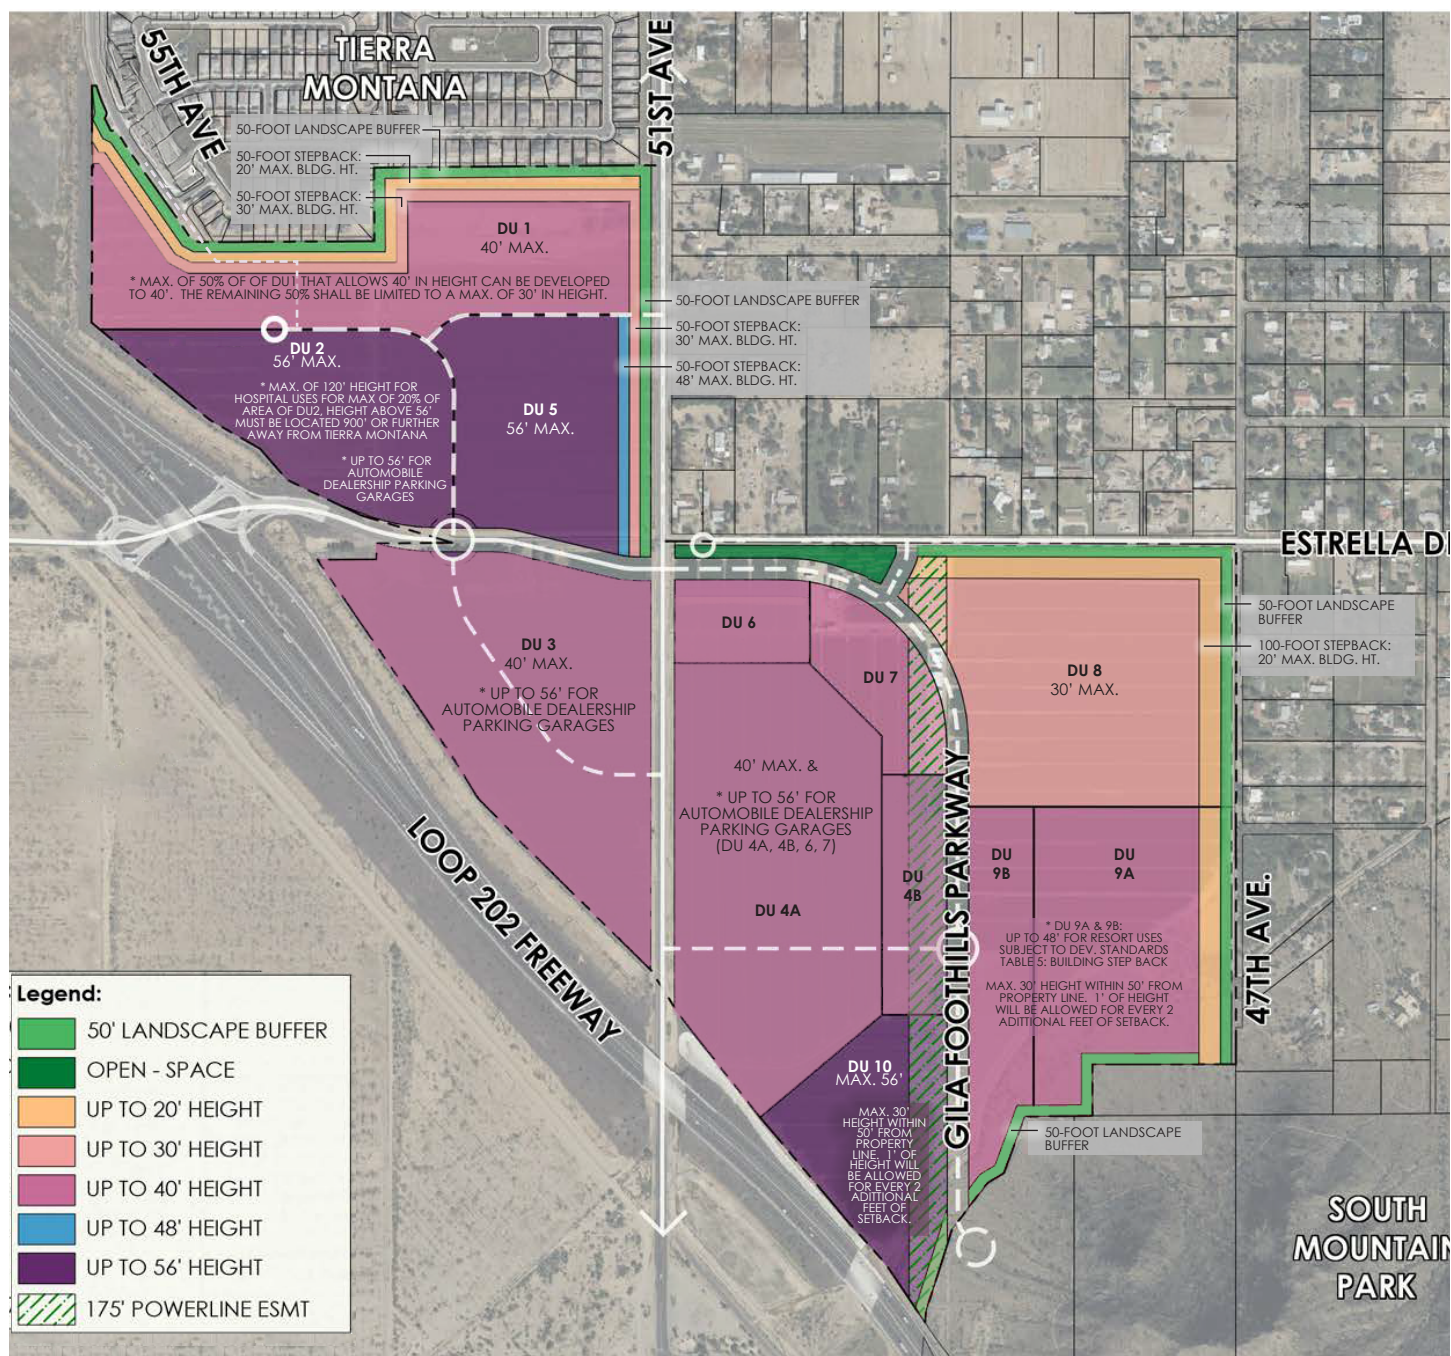 55TH AVE
TIERRA
MONTANA
51ST AVE
50-FOOT LANDSCAPE BUFFER
50-FOOT STEPBACK:
20' MAX. BLDG. HT.
50-FOOT STEPBACK:
30' MAX. BLDG. HT.
DU 1
40' MAX.
* MAX. OF 50% OF OF DU1 THAT ALLOWS 40' IN HEIGHT CAN BE DEVELOPED
TO 40'. THE REMAINING 50% SHALL BE LIMITED TO A MAX. OF 30' IN HEIGHT.
50-FOOT LANDSCAPE BUFFER
50-FOOT STEPBACK:
30' MAX. BLDG. HT.
50-FOOT STEPBACK:
48' MAX. BLDG. HT.
DU 2
56' MAX.
* MAX. OF 120' HEIGHT FOR
HOSPITAL USES FOR MAX OF 20% OF
AREA OF DU2, HEIGHT ABOVE 56'
MUST BE LOCATED 900' OR FURTHER
AWAY FROM TIERRA MONTANA
* UP TO 56' FOR
AUTOMOBILE
DEALERSHIP PARKING
GARAGES
DU 5
56' MAX.
ESTRELLA D
50-FOOT LANDSCAPE
BUFFER
100-FOOT STEPBACK:
20' MAX. BLDG. HT.
DU 3
40' MAX.
* UP TO 56' FOR
AUTOMOBILE DEALERSHIP
PARKING GARAGES
DU 6
DU 7
DU 8
30' MAX.
40' MAX. &
* UP TO 56' FOR
AUTOMOBILE DEALERSHIP
PARKING GARAGES
(DU 4A, 4B, 6, 7)
DU 4A
DU
4B
GILA FOOTHILLS PARKWAY
DU
9B
DU
9A
* DU 9A & 9B:
UP TO 48' FOR RESORT USES
SUBJECT TO DEV. STANDARDS
TABLE 5: BUILDING STEP BACK
MAX. 30' HEIGHT WITHIN 50' FROM
PROPERTY LINE. 1' OF HEIGHT
WILL BE ALLOWED FOR EVERY 2
ADITTIONAL FEET OF SETBACK.
47TH AVE.
LOOP 202 FREEWAY
DU 10
MAX. 56'
MAX. 30'
HEIGHT WITHIN
50' FROM
PROPERTY
LINE. 1' OF
HEIGHT WILL
BE ALLOWED
FOR EVERY 2
ADITTIONAL
FEET OF
SETBACK.
50-FOOT LANDSCAPE
BUFFER
SOUTH
MOUNTAIN
PARK
Legend:
50' LANDSCAPE BUFFER
OPEN - SPACE
UP TO 20' HEIGHT
UP TO 30' HEIGHT
UP TO 40' HEIGHT
UP TO 48' HEIGHT
UP TO 56' HEIGHT
175' POWERLINE ESMT